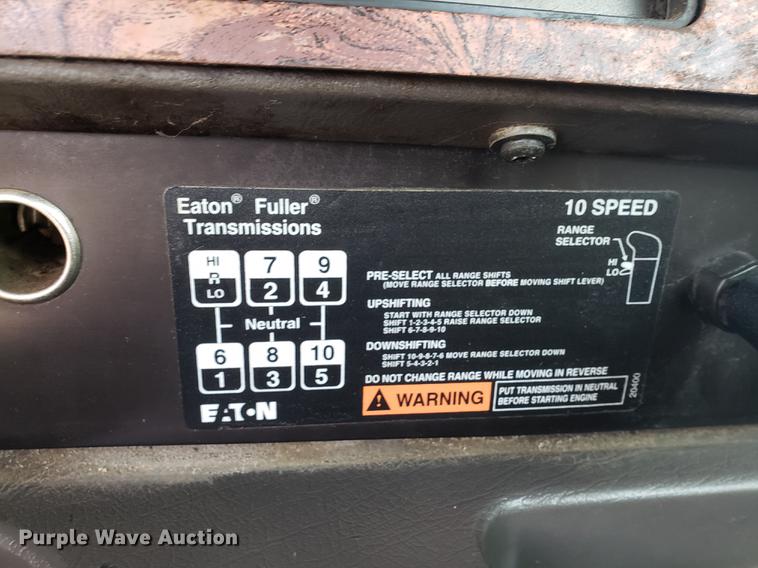 Eaton® Fuller®
Transmissions
10 SPEED
RANGE
SELECTOR
HI
LO
HI
R
LO
7
2
9
4
Neutral
6
1
8
3
10
5
EATON
PRE-SELECT ALL RANGE SHIFTS
(MOVE RANGE SELECTOR BEFORE MOVING SHIFT LEVER)
UPSHIFTING
START WITH RANGE SELECTOR DOWN
SHIFT 1-2-3-4-5 RAISE RANGE SELECTOR
SHIFT 6-7-8-9-10
DOWNSHIFTING
SHIFT 10-9-8-7-6 MOVE RANGE SELECTOR DOWN
SHIFT 5-4-3-2-1
DO NOT CHANGE RANGE WHILE MOVING IN REVERSE
WARNING
PUT TRANSMISSION IN NEUTRAL
BEFORE STARTING ENGINE
20400
Purple Wave Auction